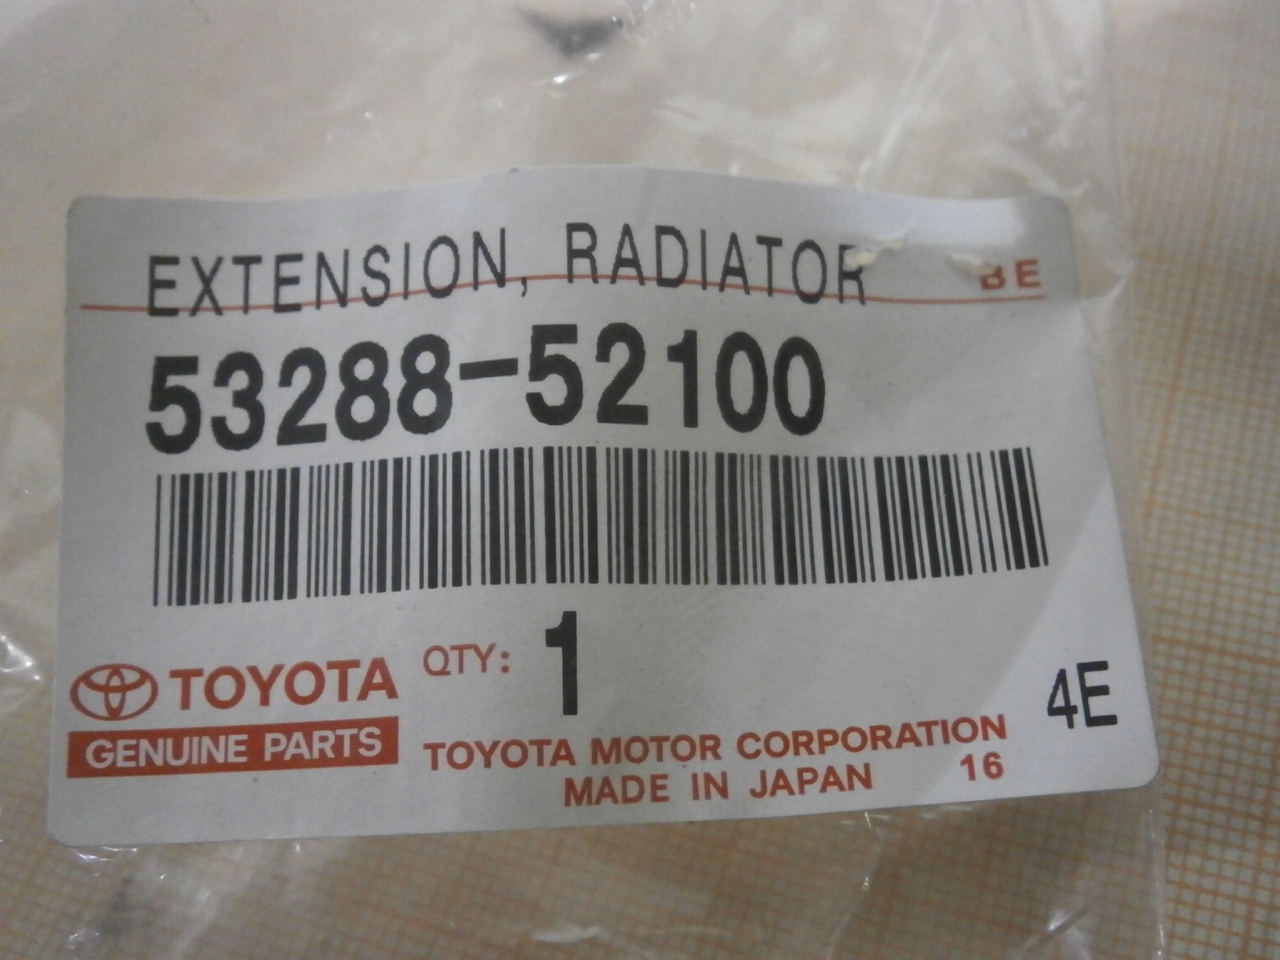 EXTENSION, RADIATOR BE
53288-52100
TOYOTA QTY: 1
GENUINE PARTS
4E
TOYOTA MOTOR CORPORATION
MADE IN JAPAN 16